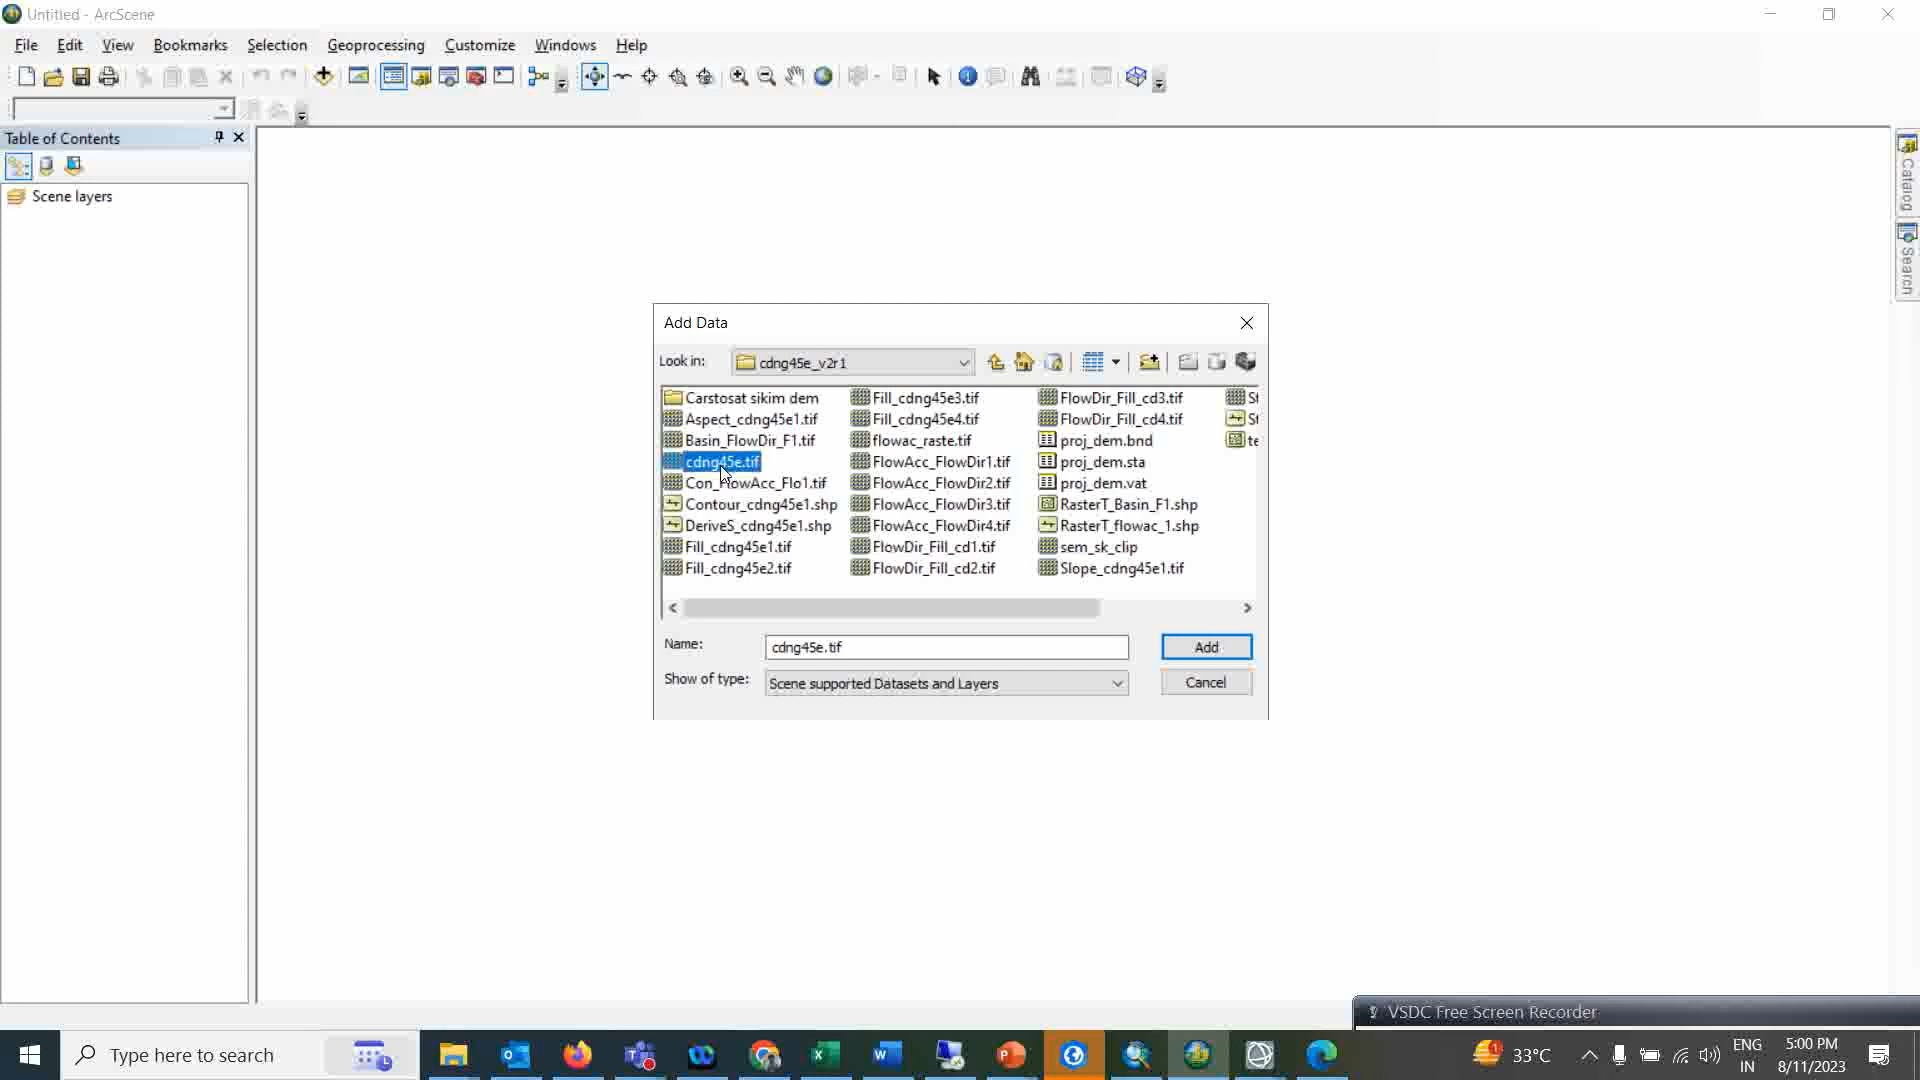 Untitled - ArcScene
File Edit View Bookmarks Selection Geoprocessing Customize Windows Help
Table of Contents
Scene layers
Catalog
Search
Add Data
Look in: cdng45e_v2r1
Carstosat sikim dem
Aspect_cdng45e1.tif
Basin_FlowDir_F1.tif
cdng45e.tif
Con_FlowAcc_Flo1.tif
Contour_cdng45e1.shp
DeriveS_cdng45e1.shp
Fill_cdng45e1.tif
Fill_cdng45e2.tif
Fill_cdng45e3.tif
Fill_cdng45e4.tif
flowac_raste.tif
FlowAcc_FlowDir1.tif
FlowAcc_FlowDir2.tif
FlowAcc_FlowDir3.tif
FlowAcc_FlowDir4.tif
FlowDir_Fill_cd1.tif
FlowDir_Fill_cd2.tif
FlowDir_Fill_cd3.tif
FlowDir_Fill_cd4.tif
proj_dem.bnd
proj_dem.sta
proj_dem.vat
RasterT_Basin_F1.shp
RasterT_flowac_1.shp
sem_sk_clip
Slope_cdng45e1.tif
Name: cdng45e.tif
Add
Show of type: Scene supported Datasets and Layers
Cancel
VSDC Free Screen Recorder
Type here to search
33°C
ENG
IN
5:00 PM
8/11/2023